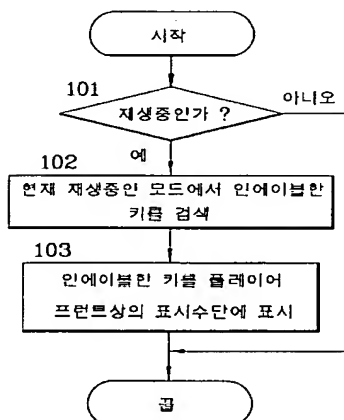 시작
101
재생중인가 ?
아니오
예
102
현재 재생중인 모드에서 인에이블한
키를 검색
103
인에이블한 키를 플레이어
프런트상의 표시수단에 표시
끝